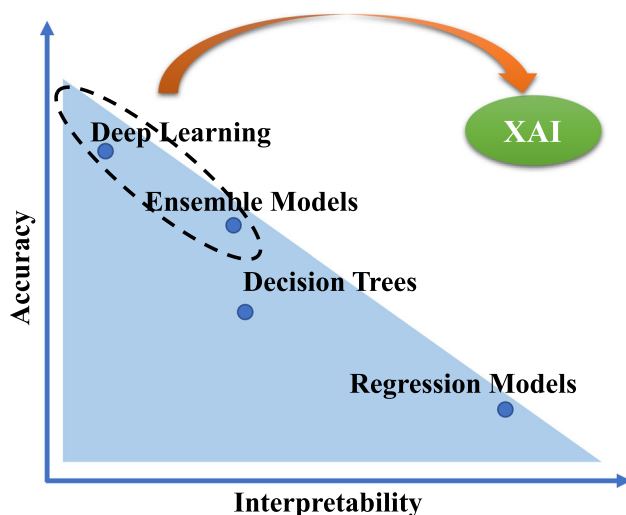 Deep Learning
XAI
Ensemble Models
Decision Trees
Regression Models
Accuracy
Interpretability